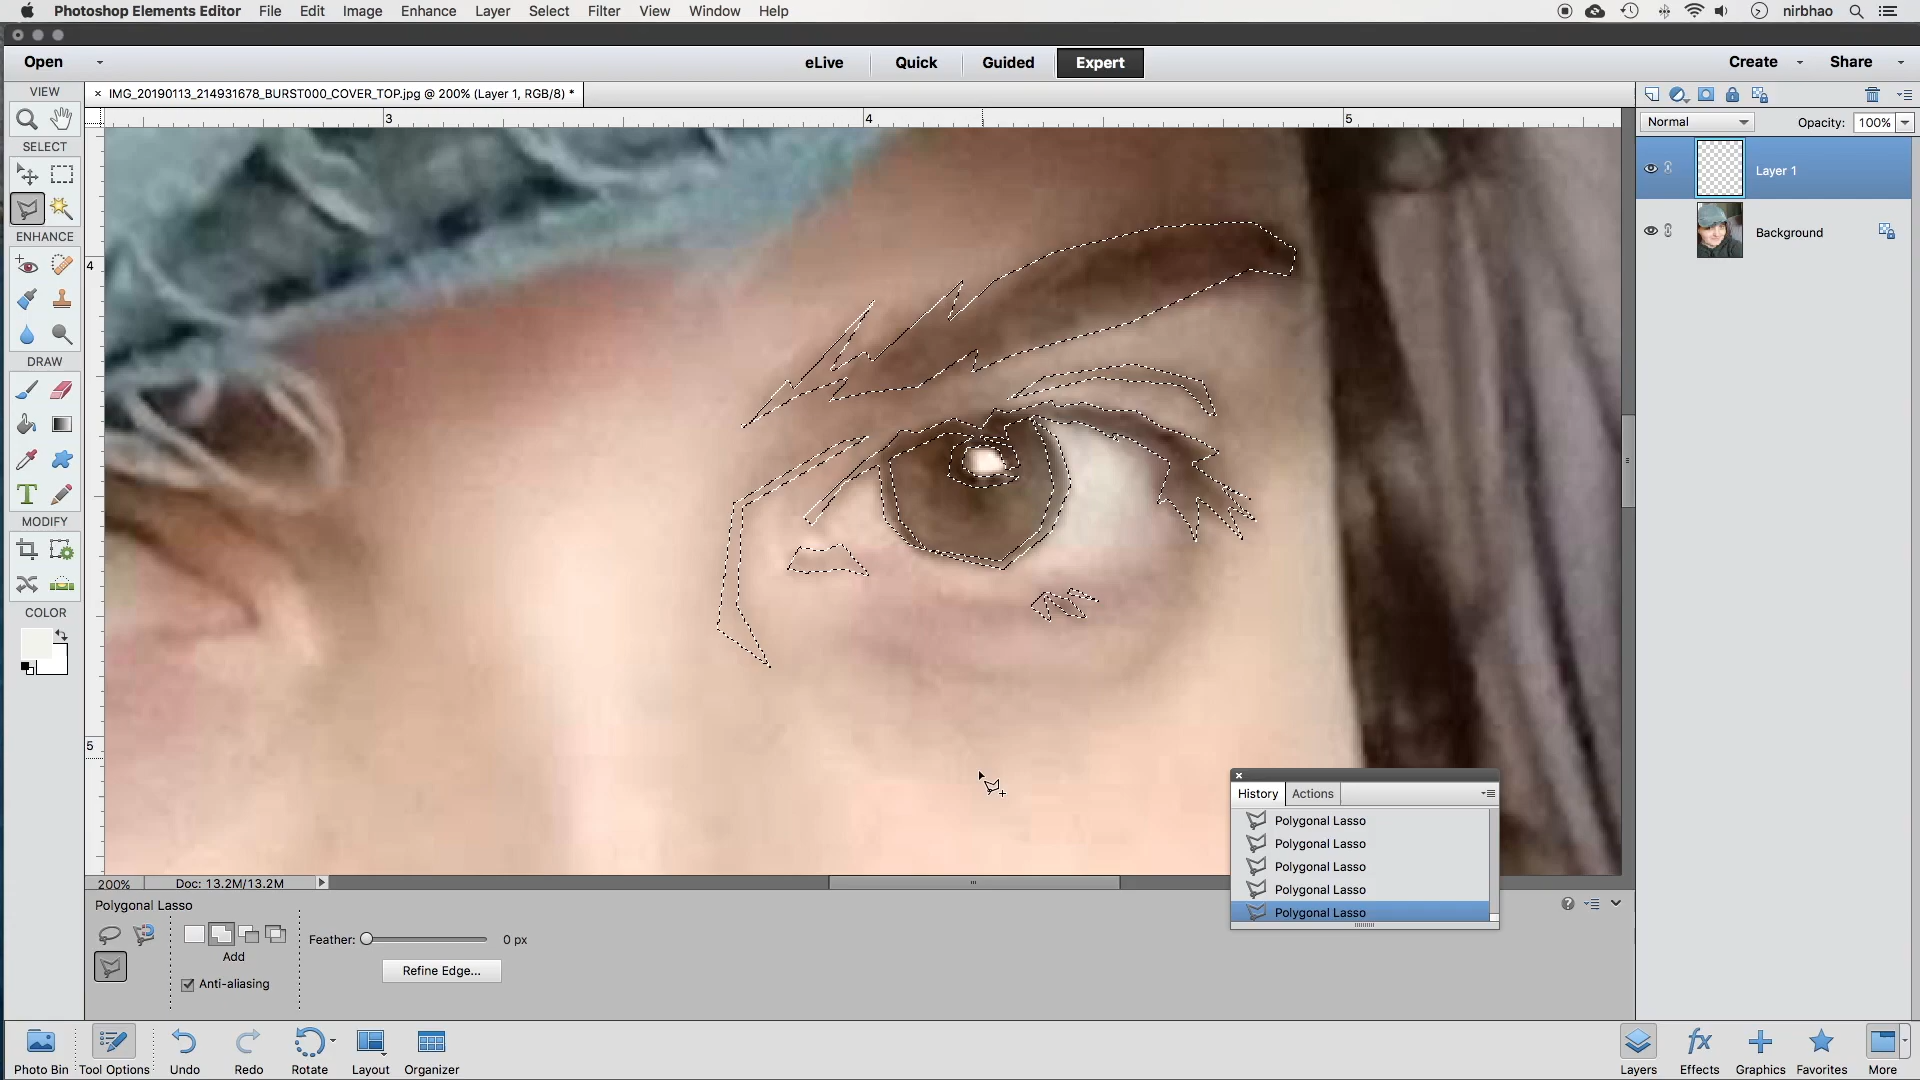 Photoshop Elements Editor File Edit Image Enhance Layer Select Filter View Window Help nirbhao
Open eLive Quick Guided Expert Create Share
VIEW × IMG_20190113_214931678_BURST000_COVER_TOP.jpg @ 200% (Layer 1, RGB/8) *
3 4 5
Normal Opacity: 100%
SELECT
Layer 1
Background
ENHANCE
4
DRAW
T
MODIFY
COLOR
5
History Actions
Polygonal Lasso
Polygonal Lasso
Polygonal Lasso
Polygonal Lasso
Polygonal Lasso
200% Doc: 13.2M/13.2M
Polygonal Lasso
Feather: 0 px
Add
Refine Edge...
Anti-aliasing
fx
Photo Bin Tool Options Undo Redo Rotate Layout Organizer Layers Effects Graphics Favorites More